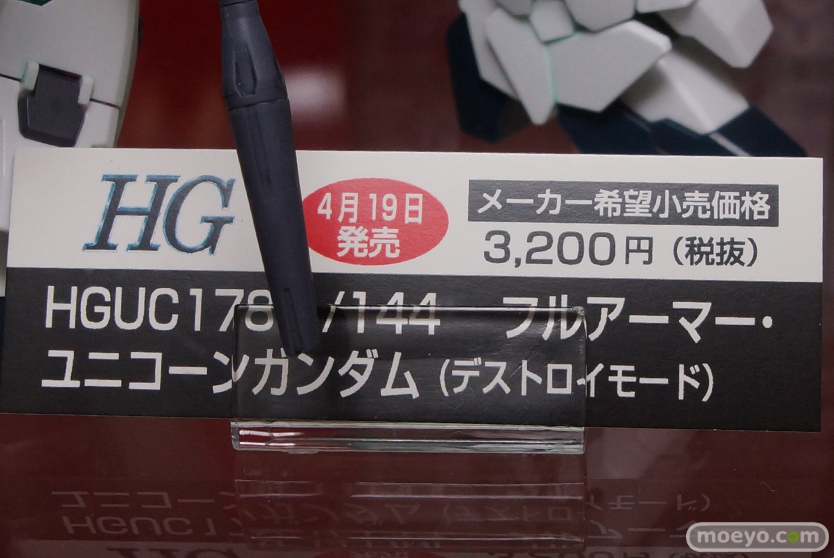 HG
4月19日
発売
メーカー希望小売価格
3,200円（税抜）
HGUC178 /144 フルアーマー・
ユニコーンガンダム（デストロイモード）
moeyo.com